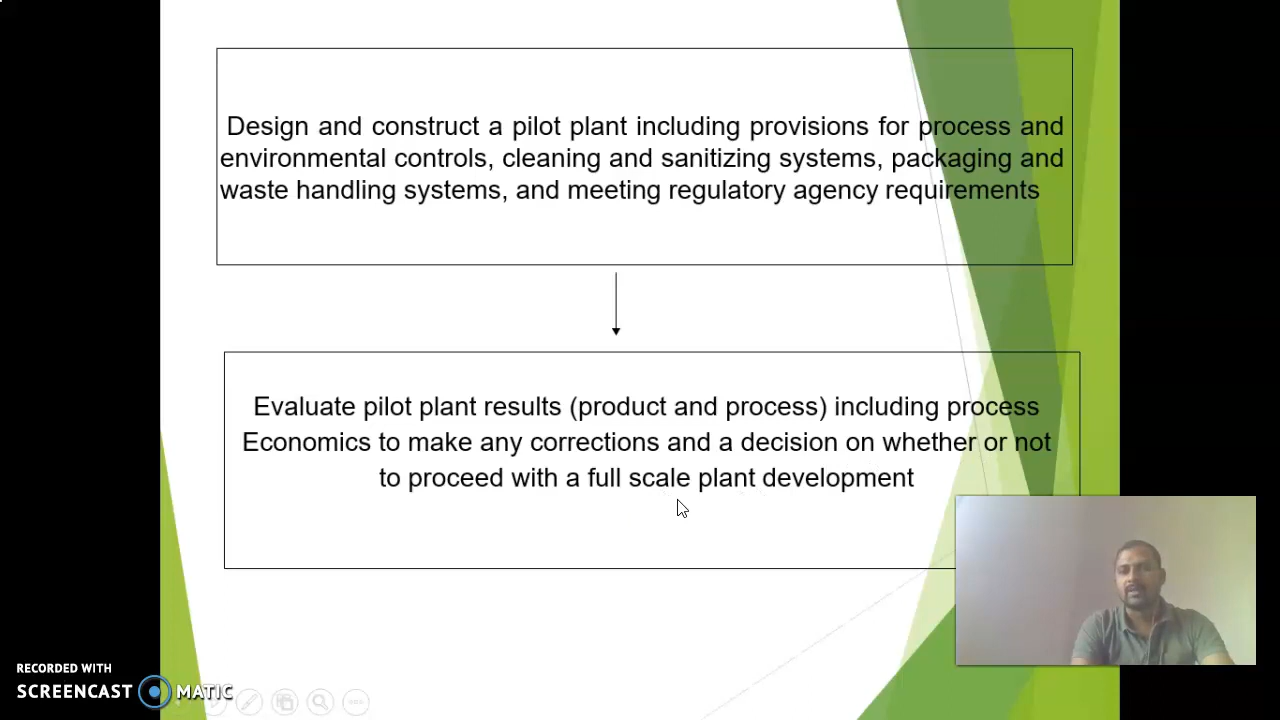 Design and construct a pilot plant including provisions for process and
environmental controls, cleaning and sanitizing systems, packaging and
waste handling systems, and meeting regulatory agency requirements
Evaluate pilot plant results (product and process) including process
Economics to make any corrections and a decision on whether or not
to proceed with a full scale plant development
RECORDED WITH
SCREENCAST MATIC